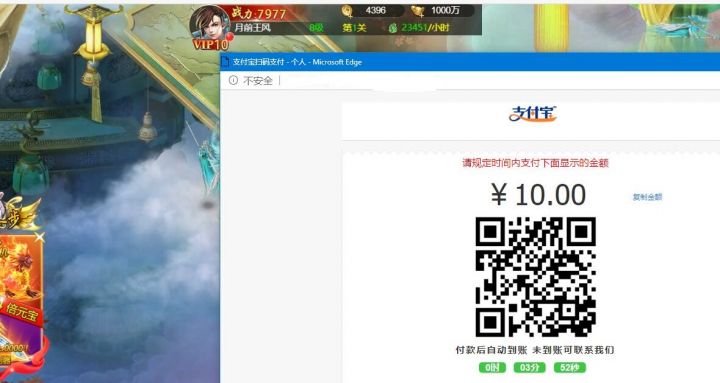 战力:7977
4396
1000万
月前王风
8级
第1关
23451/小时
VIP10
支付宝扫码支付 - 个人 - Microsoft Edge
不安全
支付宝
请规定时间内支付下面显示的金额
¥ 10.00
复制金额
步
倍元宝
付款后自动到账 未到账可联系我们
0时 03分 52秒